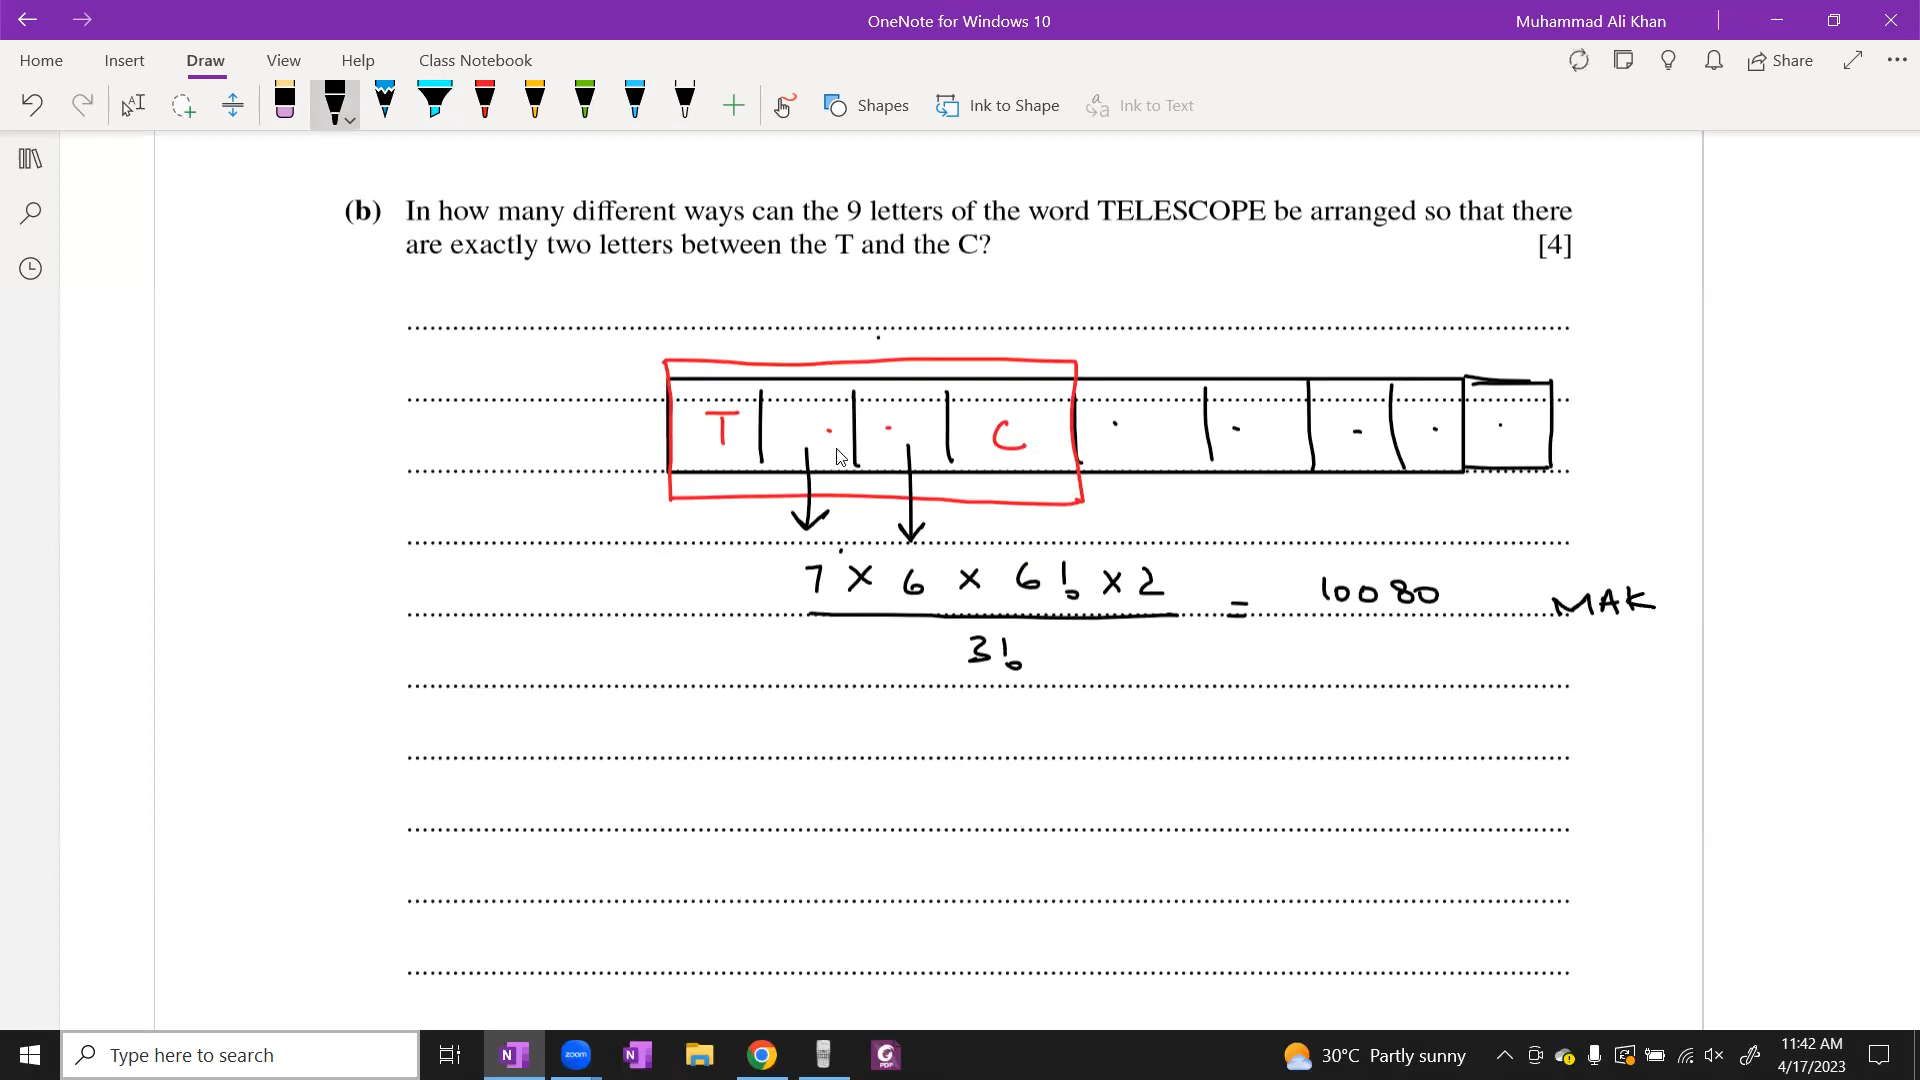 OneNote for Windows 10
Muhammad Ali Khan
Home Insert Draw View Help Class Notebook
Share
Shapes Ink to Shape Ink to Text
(b) In how many different ways can the 9 letters of the word TELESCOPE be arranged so that there
are exactly two letters between the T and the C? [4]
T . . C . . - . .
7 × 6 × 6! × 2
= 10080 MAK
3!
Type here to search
zoom
PDF
30°C Partly sunny
11:42 AM
4/17/2023